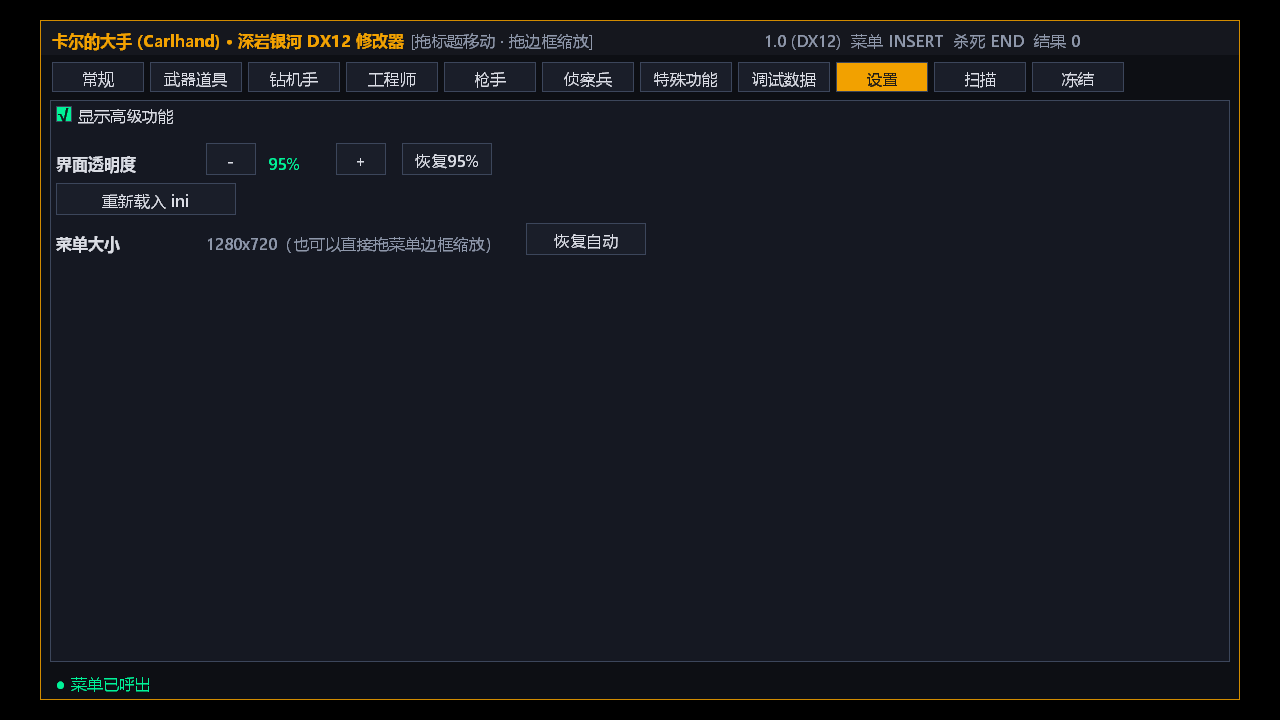 卡尔的大手 (Carlhand) • 深岩银河 DX12 修改器 [拖标题移动 · 拖边框缩放] 1.0 (DX12) 菜单 INSERT 杀死 END 结果 0
常规 武器道具 钻机手 工程师 枪手 侦察兵 特殊功能 调试数据 设置 扫描 冻结
√ 显示高级功能
界面透明度 - 95% + 恢复95%
重新载入 ini
菜单大小 1280x720（也可以直接拖菜单边框缩放） 恢复自动
● 菜单已呼出